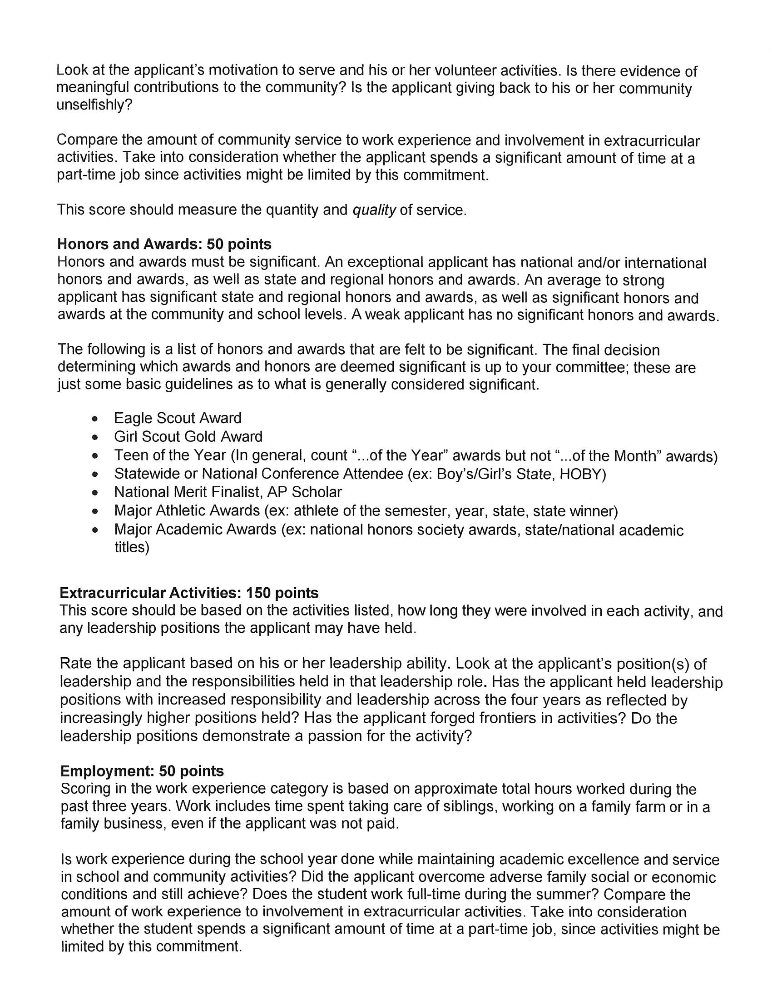 Look at the applicant's motivation to serve and his or her volunteer activities. Is there evidence of
meaningful contributions to the community? Is the applicant giving back to his or her community
unselfishly?
Compare the amount of community service to work experience and involvement in extracurricular
activities. Take into consideration whether the applicant spends a significant amount of time at a
part-time job since activities might be limited by this commitment.
This score should measure the quantity and quality of service.
Honors and Awards: 50 points
Honors and awards must be significant. An exceptional applicant has national and/or international
honors and awards, as well as state and regional honors and awards. An average to strong
applicant has significant state and regional honors and awards, as well as significant honors and
awards at the community and school levels. A weak applicant has no significant honors and awards.
The following is a list of honors and awards that are felt to be significant. The final decision
determining which awards and honors are deemed significant is up to your committee; these are
just some basic guidelines as to what is generally considered significant.
• Eagle Scout Award
• Girl Scout Gold Award
• Teen of the Year (In general, count "...of the Year" awards but not "...of the Month" awards)
• Statewide or National Conference Attendee (ex: Boy's/Girl's State, HOBY)
• National Merit Finalist, AP Scholar
• Major Athletic Awards (ex: athlete of the semester, year, state, state winner)
• Major Academic Awards (ex: national honors society awards, state/national academic
titles)
Extracurricular Activities: 150 points
This score should be based on the activities listed, how long they were involved in each activity, and
any leadership positions the applicant may have held.
Rate the applicant based on his or her leadership ability. Look at the applicant's position(s) of
leadership and the responsibilities held in that leadership role. Has the applicant held leadership
positions with increased responsibility and leadership across the four years as reflected by
increasingly higher positions held? Has the applicant forged frontiers in activities? Do the
leadership positions demonstrate a passion for the activity?
Employment: 50 points
Scoring in the work experience category is based on approximate total hours worked during the
past three years. Work includes time spent taking care of siblings, working on a family farm or in a
family business, even if the applicant was not paid.
Is work experience during the school year done while maintaining academic excellence and service
in school and community activities? Did the applicant overcome adverse family social or economic
conditions and still achieve? Does the student work full-time during the summer? Compare the
amount of work experience to involvement in extracurricular activities. Take into consideration
whether the student spends a significant amount of time at a part-time job, since activities might be
limited by this commitment.